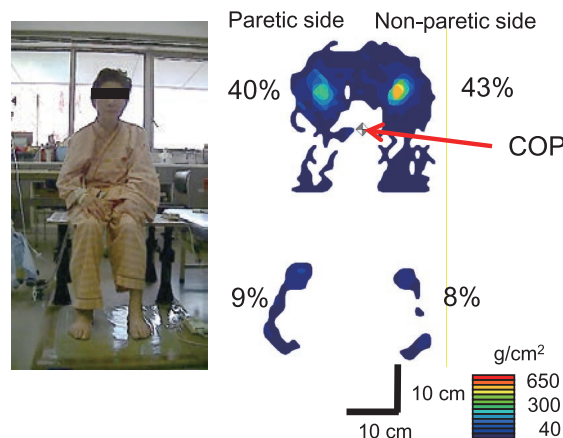 Paretic side Non-paretic side
40% 43%
COP
9% 8%
g/cm²
650
300
40
10 cm
10 cm